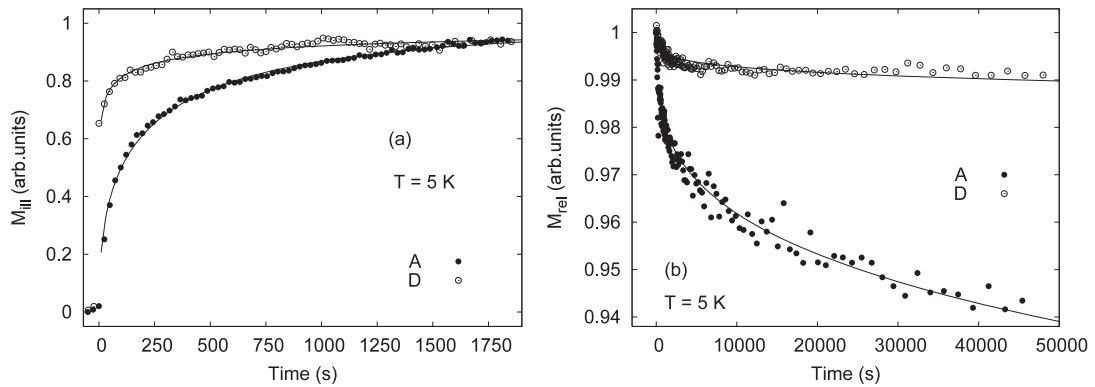 1
0.8
0.6
0.4
0.2
0
M_ill (arb.units)
(a)
T = 5 K
A
D
0 250 500 750 1000 1250 1500 1750
Time (s)
1
0.99
0.98
0.97
0.96
0.95
0.94
M_rel (arb.units)
A
D
(b)
T = 5 K
0 10000 20000 30000 40000 50000
Time (s)